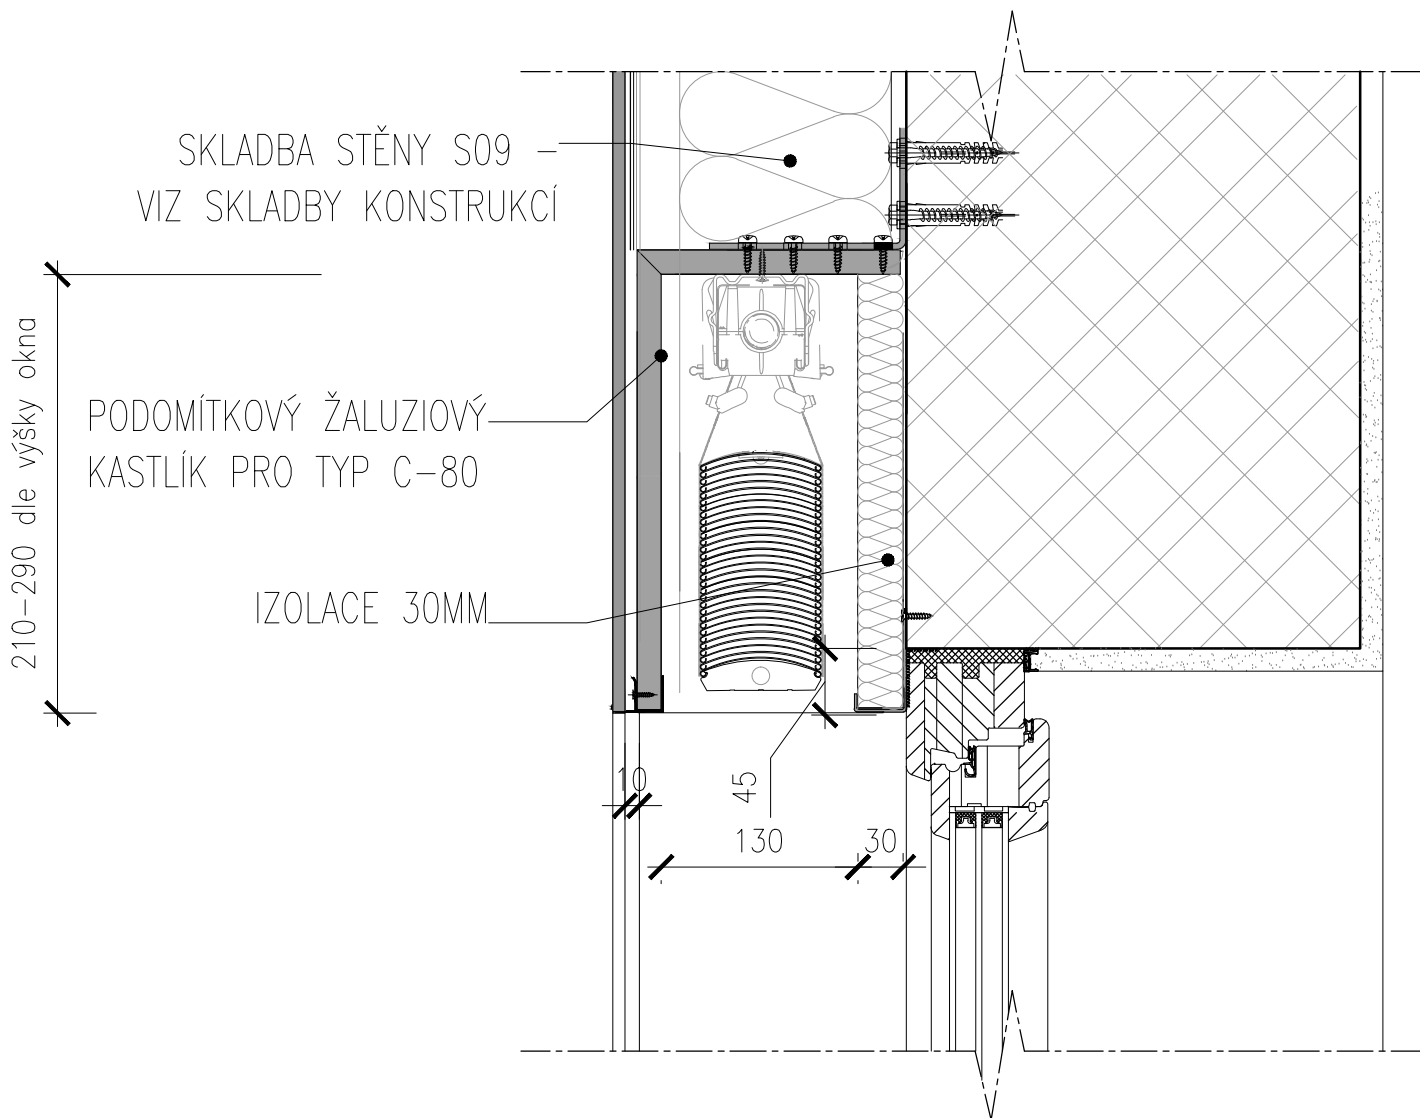 SKLADBA STĚNY S09
VIZ SKLADBY KONSTRUKCÍ
210-290 dle výšky okna
PODOMÍTKOVÝ ŽALUZIOVÝ
KASTLÍK PRO TYP C-80
IZOLACE 30MM
10
45
130
30